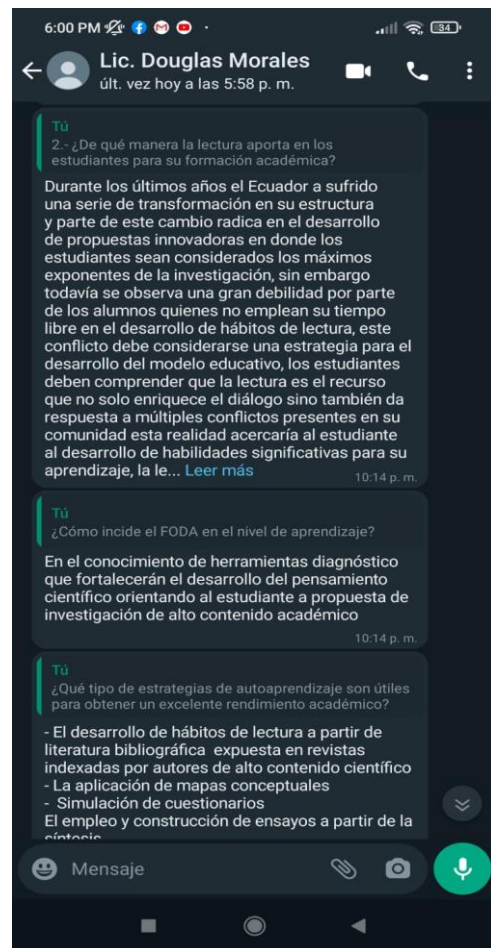 6:00 PM
34
Lic. Douglas Morales
últ. vez hoy a las 5:58 p. m.
Tú
2.- ¿De qué manera la lectura aporta en los
estudiantes para su formación académica?
Durante los últimos años el Ecuador a sufrido
una serie de transformación en su estructura
y parte de este cambio radica en el desarrollo
de propuestas innovadoras en donde los
estudiantes sean considerados los máximos
exponentes de la investigación, sin embargo
todavía se observa una gran debilidad por parte
de los alumnos quienes no emplean su tiempo
libre en el desarrollo de hábitos de lectura, este
conflicto debe considerarse una estrategia para el
desarrollo del modelo educativo, los estudiantes
deben comprender que la lectura es el recurso
que no solo enriquece el diálogo sino también da
respuesta a múltiples conflictos presentes en su
comunidad esta realidad acercaría al estudiante
al desarrollo de habilidades significativas para su
aprendizaje, la le... Leer más
10:14 p. m.
Tú
¿Cómo incide el FODA en el nivel de aprendizaje?
En el conocimiento de herramientas diagnóstico
que fortalecerán el desarrollo del pensamiento
científico orientando al estudiante a propuesta de
investigación de alto contenido académico
10:14 p. m.
Tú
¿Qué tipo de estrategias de autoaprendizaje son útiles
para obtener un excelente rendimiento académico?
- El desarrollo de hábitos de lectura a partir de
literatura bibliográfica expuesta en revistas
indexadas por autores de alto contenido científico
- La aplicación de mapas conceptuales
- Simulación de cuestionarios
El empleo y construcción de ensayos a partir de la
síntesis
Mensaje